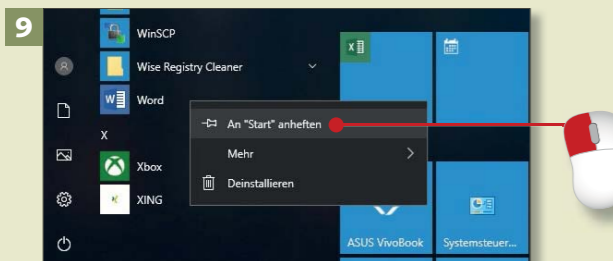 9
WinSCP
Wise Registry Cleaner
Word
An "Start" anheften
X
Mehr
Xbox
Deinstallieren
XING
ASUS VivoBook
Systemsteuer...